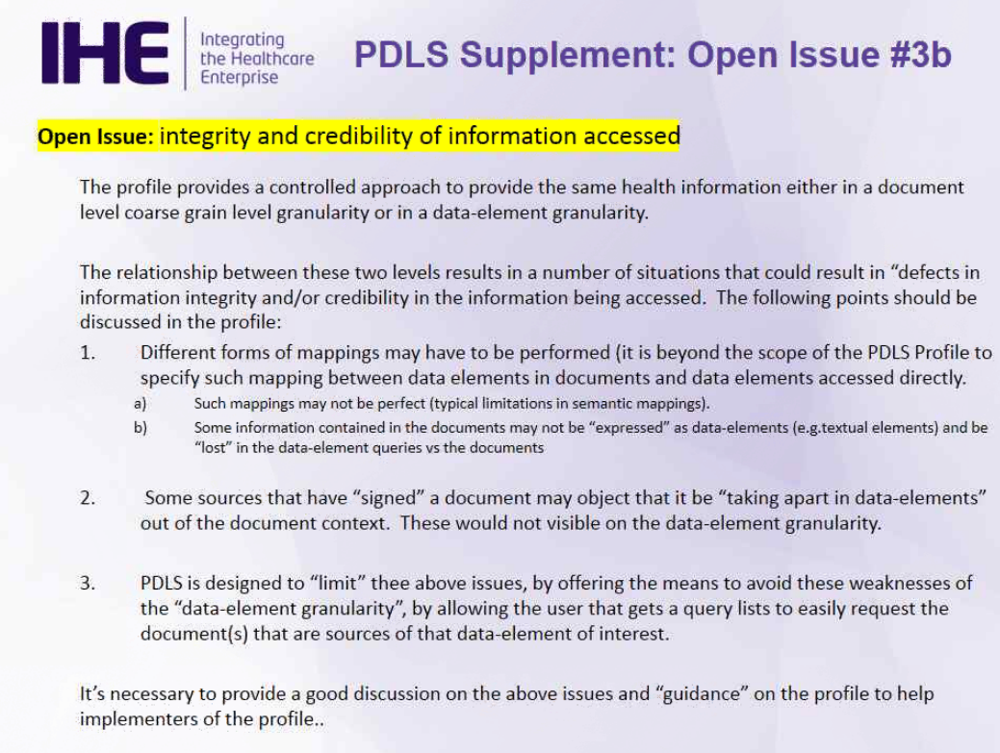 IHE
Integrating
the Healthcare
Enterprise
PDLS Supplement: Open Issue #3b
Open Issue: integrity and credibility of information accessed
The profile provides a controlled approach to provide the same health information either in a document
level coarse grain level granularity or in a data-element granularity.
The relationship between these two levels results in a number of situations that could result in “defects in
information integrity and/or credibility in the information being accessed.  The following points should be
discussed in the profile:
1. Different forms of mappings may have to be performed (it is beyond the scope of the PDLS Profile to
specify such mapping between data elements in documents and data elements accessed directly.
a) Such mappings may not be perfect (typical limitations in semantic mappings).
b) Some information contained in the documents may not be “expressed” as data-elements (e.g.textual elements) and be
“lost” in the data-element queries vs the documents
2. Some sources that have “signed” a document may object that it be “taking apart in data-elements”
out of the document context.  These would not visible on the data-element granularity.
3. PDLS is designed to “limit” thee above issues, by offering the means to avoid these weaknesses of
the “data-element granularity”, by allowing the user that gets a query lists to easily request the
document(s) that are sources of that data-element of interest.
It’s necessary to provide a good discussion on the above issues and “guidance” on the profile to help
implementers of the profile..